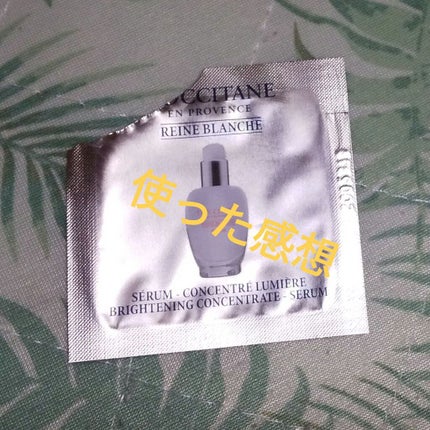 L'OCCITANE
EN PROVENCE
REINE BLANCHE
使った感想
SÉRUM - CONCENTRÉ LUMIÈRE
BRIGHTENING CONCENTRATE - SERUM